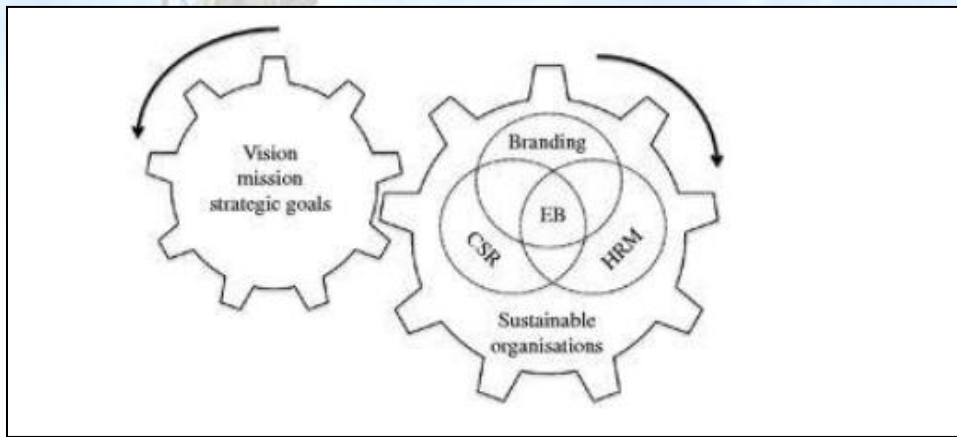 Vision
mission
strategic goals
Branding
EB
CSR
HRM
Sustainable
organisations